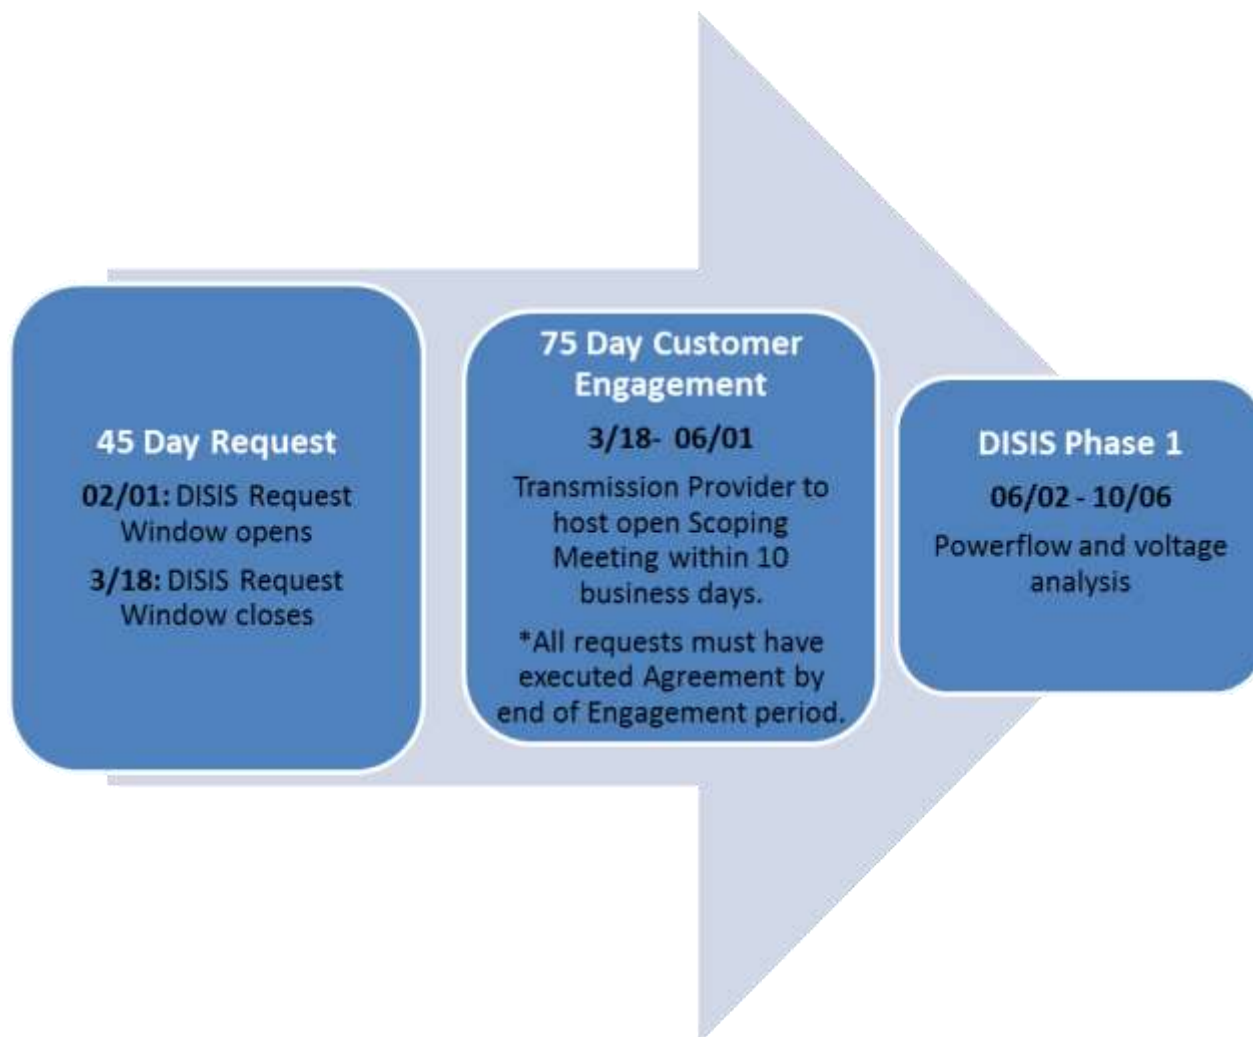 45 Day Request
02/01: DISIS Request
Window opens
3/18: DISIS Request
Window closes
75 Day Customer
Engagement
3/18- 06/01
Transmission Provider to
host open Scoping
Meeting within 10
business days.
*All requests must have
executed Agreement by
end of Engagement period.
DISIS Phase 1
06/02 - 10/06
Powerflow and voltage
analysis